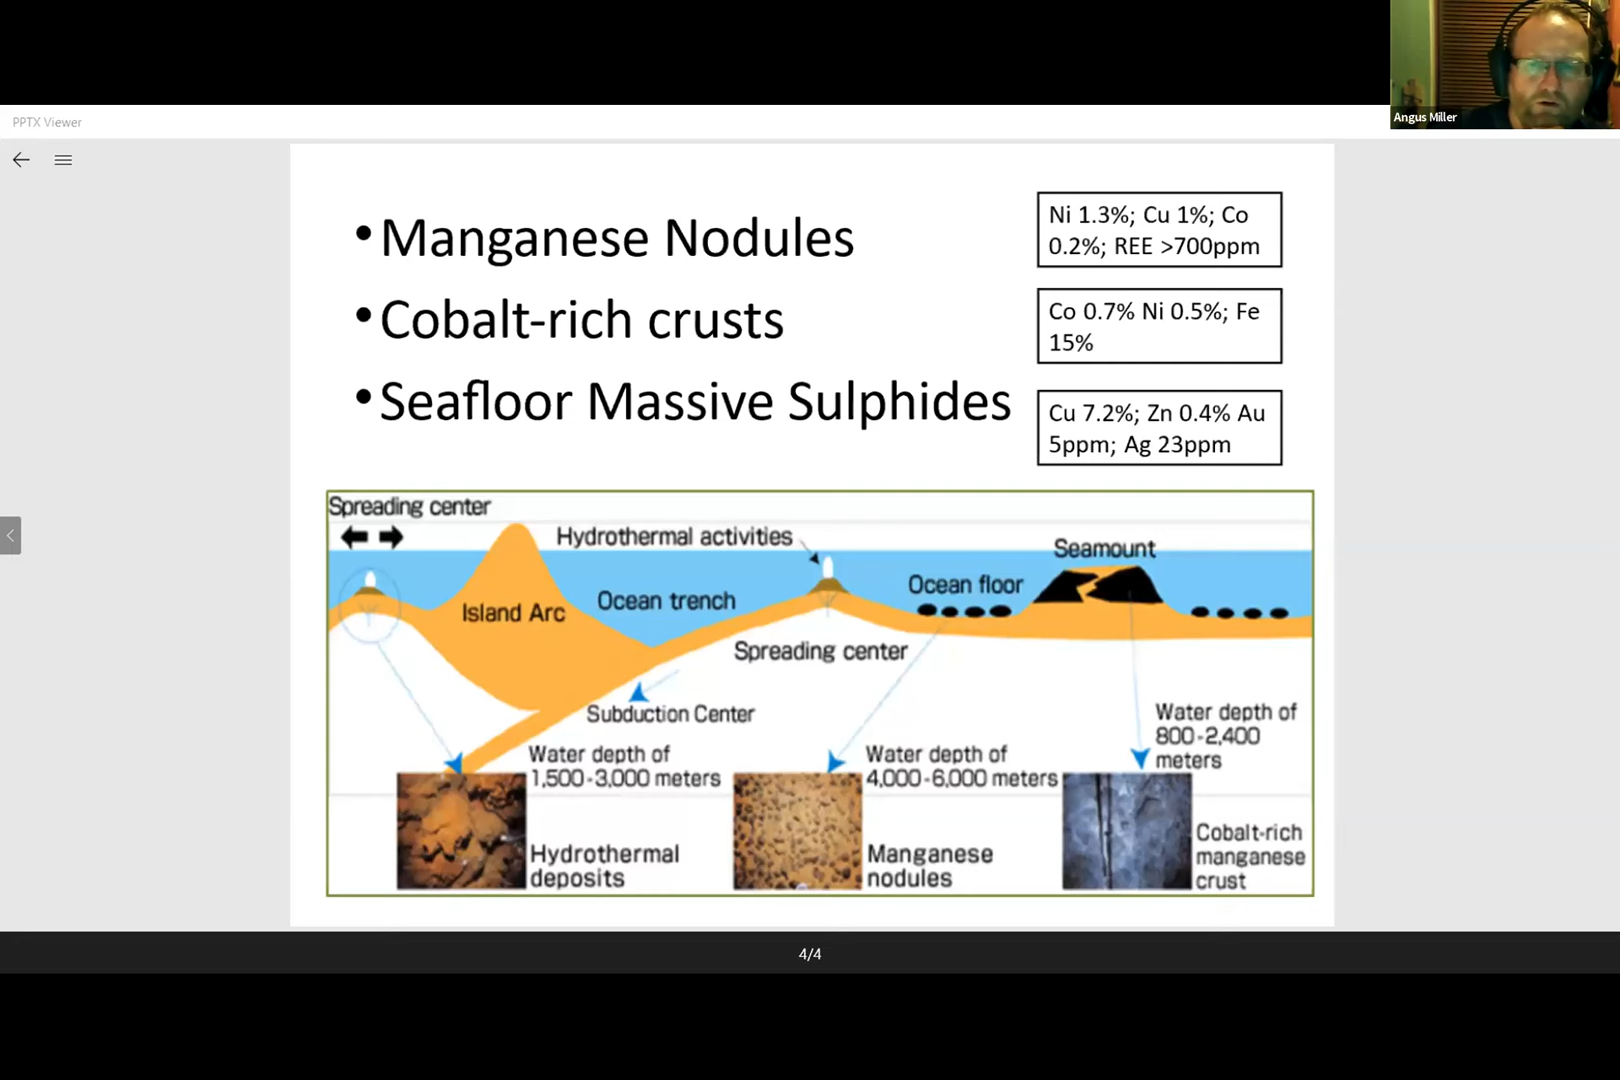 Angus Miller
PPTX Viewer
•Manganese Nodules
•Cobalt-rich crusts
•Seafloor Massive Sulphides
Ni 1.3%; Cu 1%; Co
0.2%; REE >700ppm
Co 0.7% Ni 0.5%; Fe
15%
Cu 7.2%; Zn 0.4% Au
5ppm; Ag 23ppm
Spreading center
Hydrothermal activities
Seamount
Ocean floor
Island Arc
Ocean trench
Spreading center
Subduction Center
Water depth of
1,500-3,000 meters
Hydrothermal
deposits
Water depth of
4,000-6,000 meters
Manganese
nodules
Water depth of
800-2,400
meters
Cobalt-rich
manganese
crust
4/4